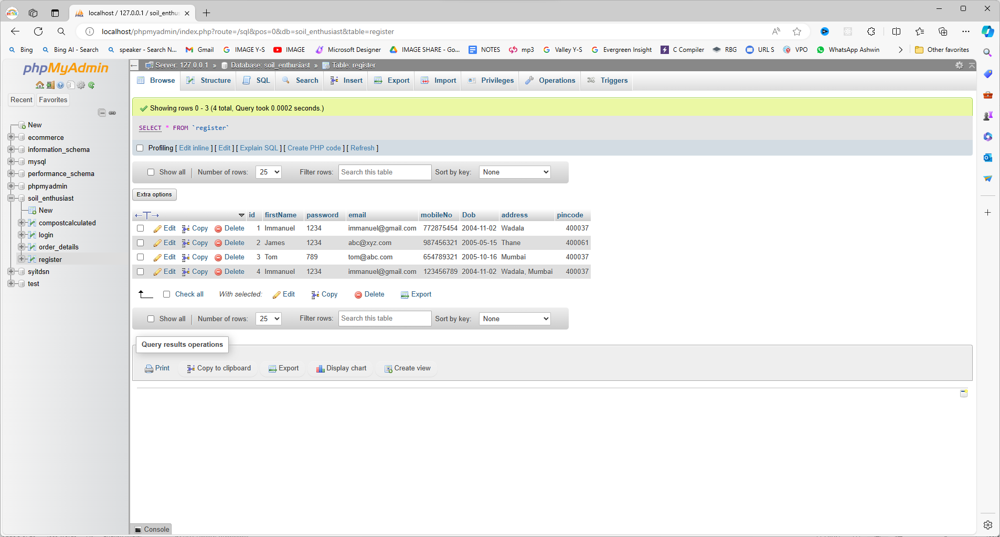 localhost / 127.0.0.1 / soil_enthus
localhost/phpmyadmin/index.php?route=/sql&pos=0&db=soil_enthusiast&table=register
Bing Bing AI - Search speaker - Search N... Gmail IMAGE Y-S IMAGE Microsoft Designer IMAGE SHARE - Go... NOTES mp3 Valley Y-S Evergreen Insight C Compiler RBG URL S VPO WhatsApp Ashwin Other favorites
phpMyAdmin
Recent Favorites
New
ecommerce
information_schema
mysql
performance_schema
phpmyadmin
soil_enthusiast
New
compostcalculated
login
order_details
register
syitdsn
test
Server: 127.0.0.1 » Database: soil_enthusiast » Table: register
Browse Structure SQL Search Insert Export Import Privileges Operations Triggers
Showing rows 0 - 3 (4 total, Query took 0.0002 seconds.)
SELECT * FROM `register`
Profiling [ Edit inline ] [ Edit ] [ Explain SQL ] [ Create PHP code ] [ Refresh ]
Show all Number of rows: 25 Filter rows: Search this table Sort by key: None
Extra options
←T→ id firstName password email mobileNo Dob address pincode
Edit Copy Delete 1 Immanuel 1234 immanuel@gmail.com 772875454 2004-11-02 Wadala 400037
Edit Copy Delete 2 James 1234 abc@xyz.com 987456321 2005-05-15 Thane 400061
Edit Copy Delete 3 Tom 789 tom@abc.com 654789321 2005-10-16 Mumbai 400037
Edit Copy Delete 4 Immanuel 1234 immanuel@gmail.com 123456789 2004-11-02 Wadala, Mumbai 400037
Check all With selected: Edit Copy Delete Export
Show all Number of rows: 25 Filter rows: Search this table Sort by key: None
Query results operations
Print Copy to clipboard Export Display chart Create view
Console